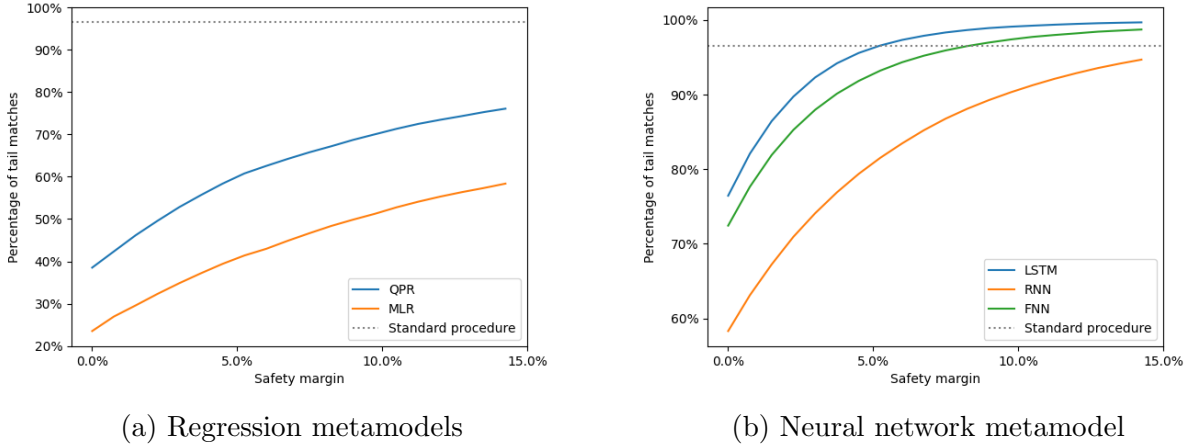 100%
90%
80%
70%
60%
50%
40%
30%
20%
Percentage of tail matches
QPR
MLR
Standard procedure
0.0% 5.0% 10.0% 15.0%
Safety margin
(a) Regression metamodels
100%
90%
80%
70%
60%
Percentage of tail matches
LSTM
RNN
FNN
Standard procedure
0.0% 5.0% 10.0% 15.0%
Safety margin
(b) Neural network metamodel